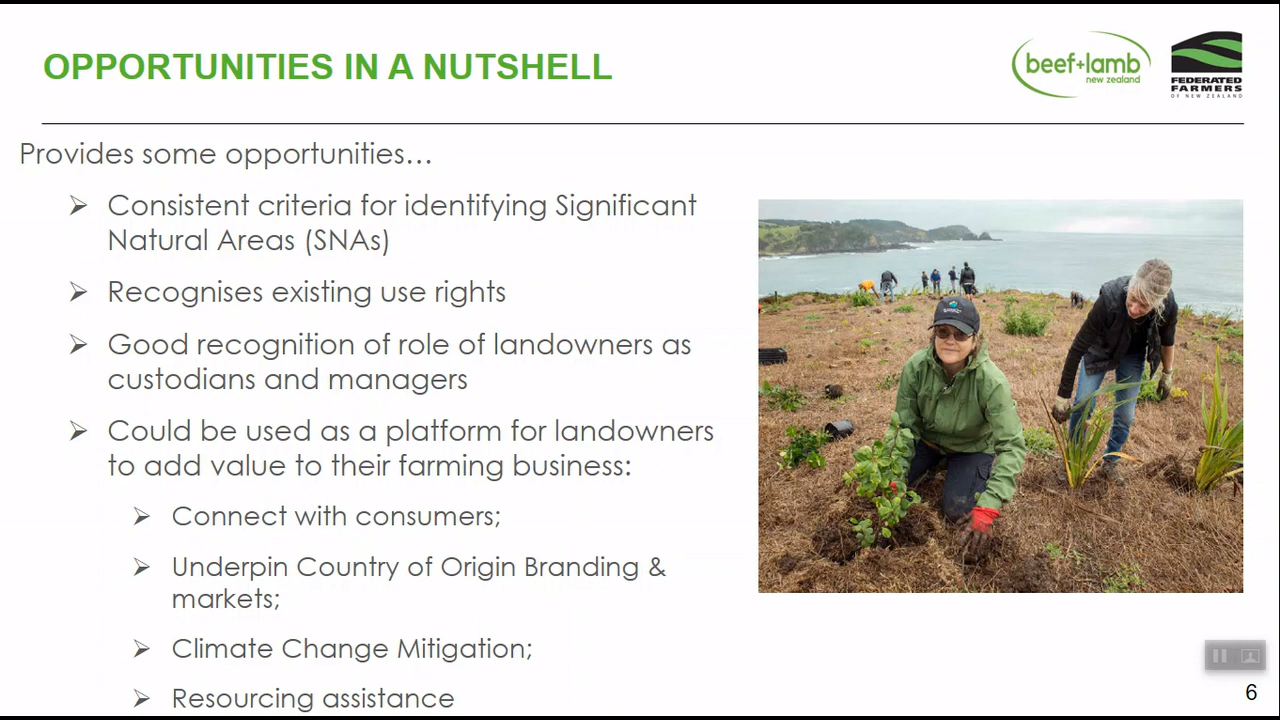 OPPORTUNITIES IN A NUTSHELL
beef+lamb
new zealand
FEDERATED
FARMERS
OF NEW ZEALAND
Provides some opportunities…
➢ Consistent criteria for identifying Significant
Natural Areas (SNAs)
➢ Recognises existing use rights
➢ Good recognition of role of landowners as
custodians and managers
➢ Could be used as a platform for landowners
to add value to their farming business:
➢ Connect with consumers;
➢ Underpin Country of Origin Branding &
markets;
➢ Climate Change Mitigation;
➢ Resourcing assistance
6